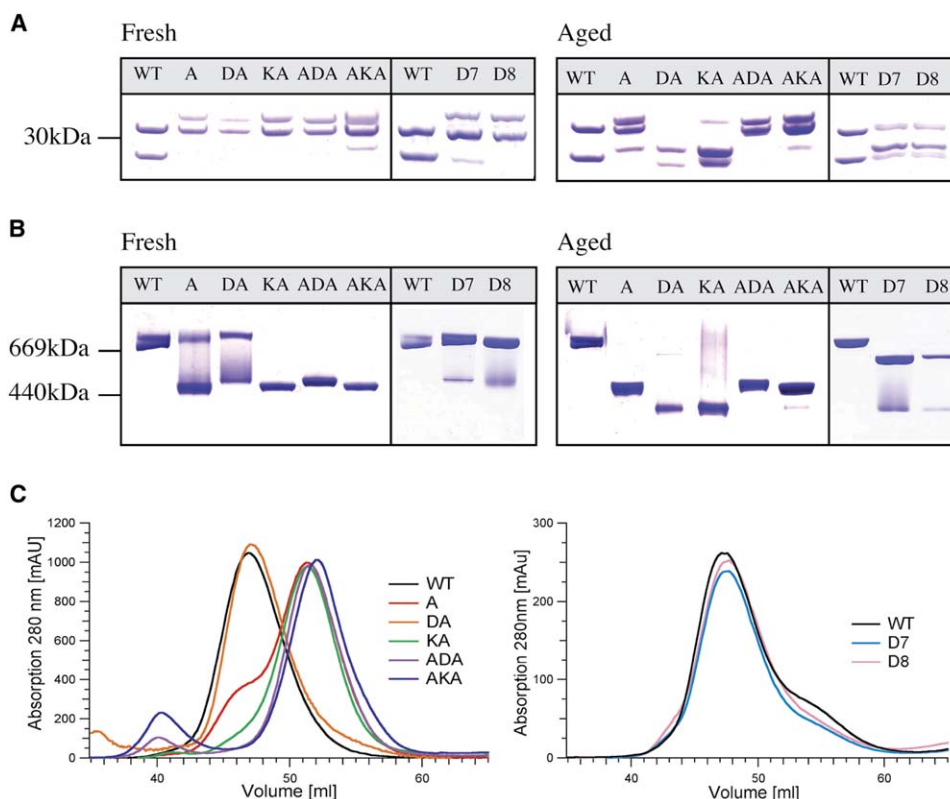 A
Fresh
WT A DA KA ADA AKA WT D7 D8
30kDa
Aged
WT A DA KA ADA AKA WT D7 D8
B
Fresh
WT A DA KA ADA AKA WT D7 D8
669kDa
440kDa
Aged
WT A DA KA ADA AKA WT D7 D8
C
Absorption 280 nm [mAU]
1200
1000
800
600
400
200
0
40 50 60
Volume [ml]
WT
A
DA
KA
ADA
AKA
Absorption 280nm [mAu]
300
200
100
0
40 50 60
Volume [ml]
WT
D7
D8